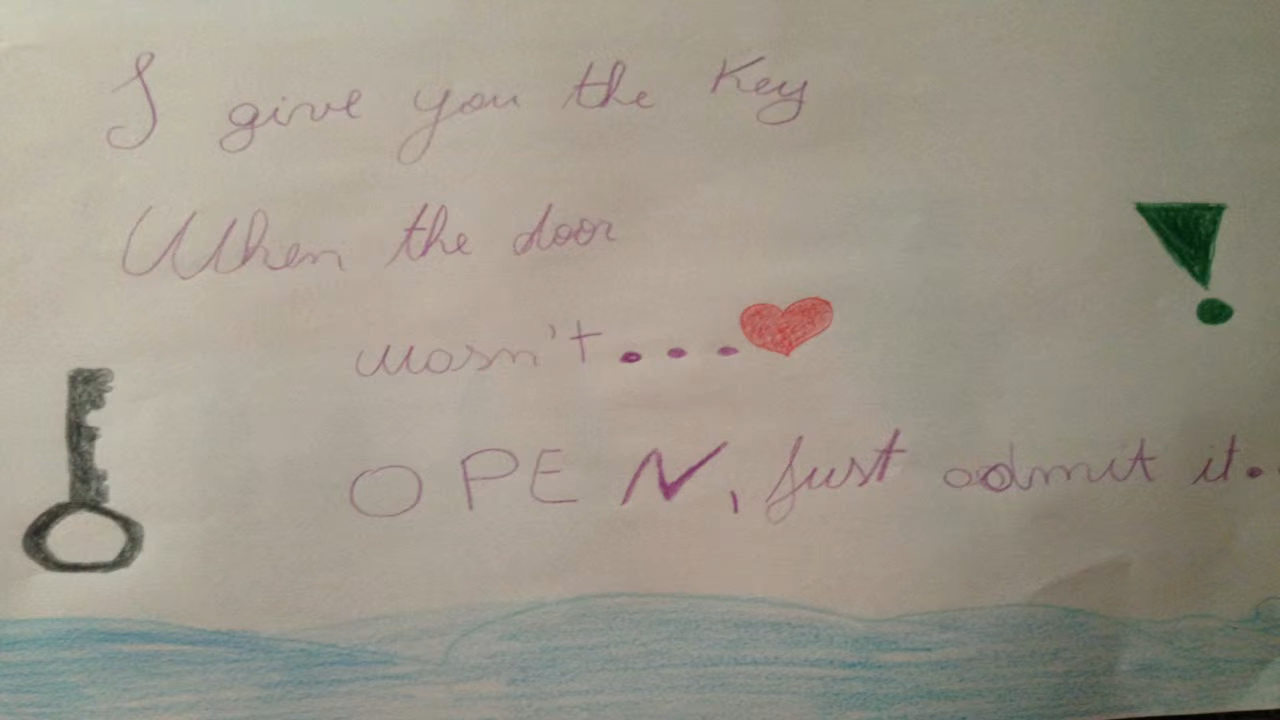 I give you the Key
When the door
wasn't...
OPEN, just admit it.